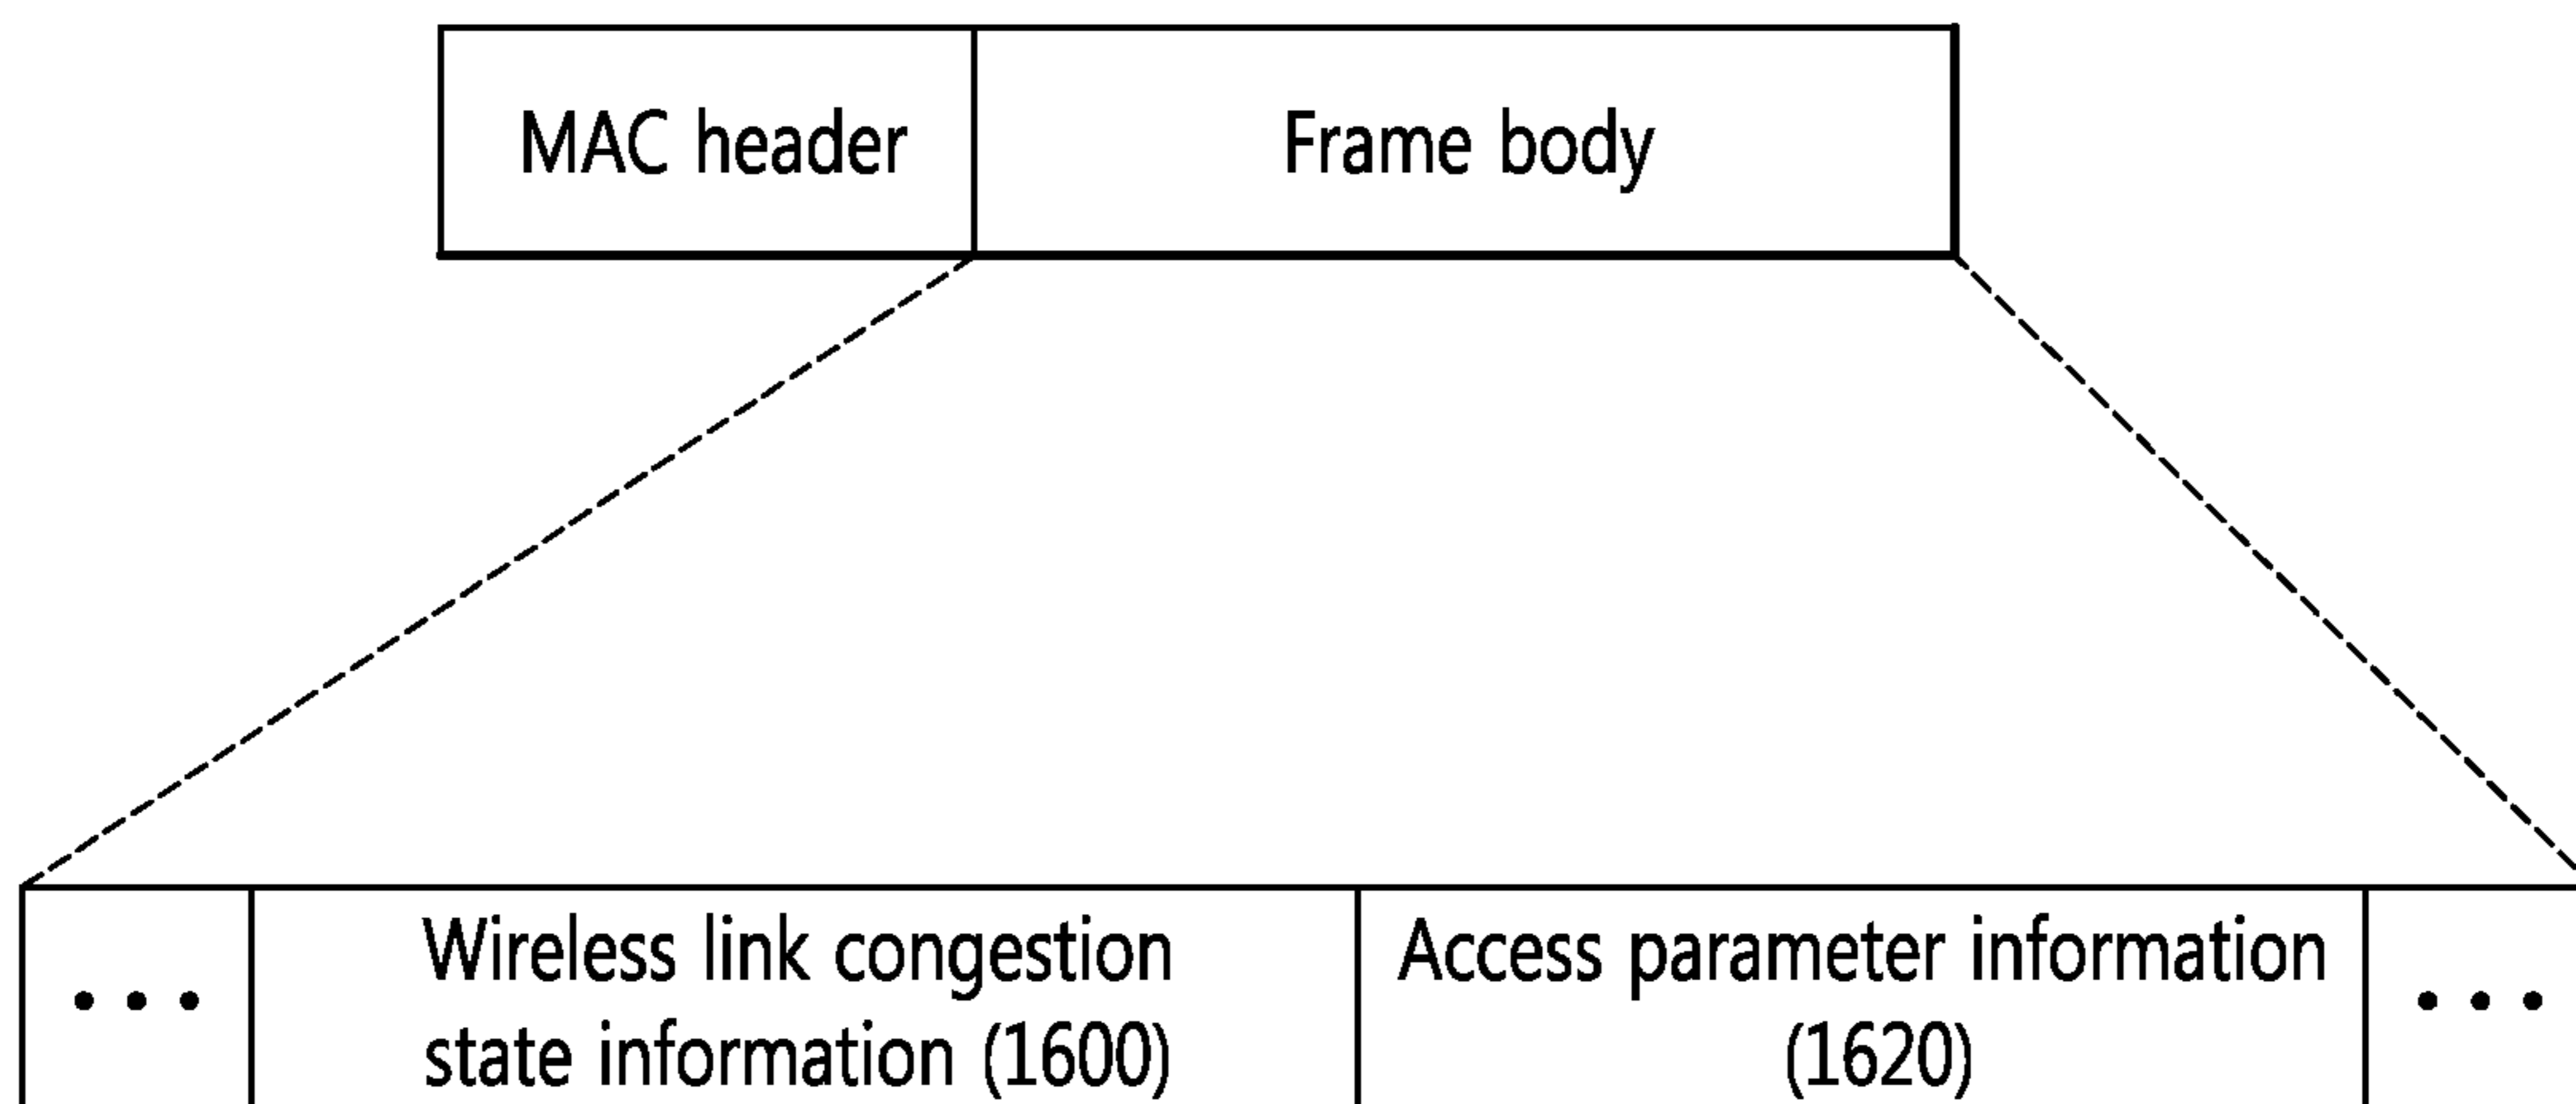 MAC header
Frame body
• • •
Wireless link congestion
state information (1600)
Access parameter information
(1620)
• • •